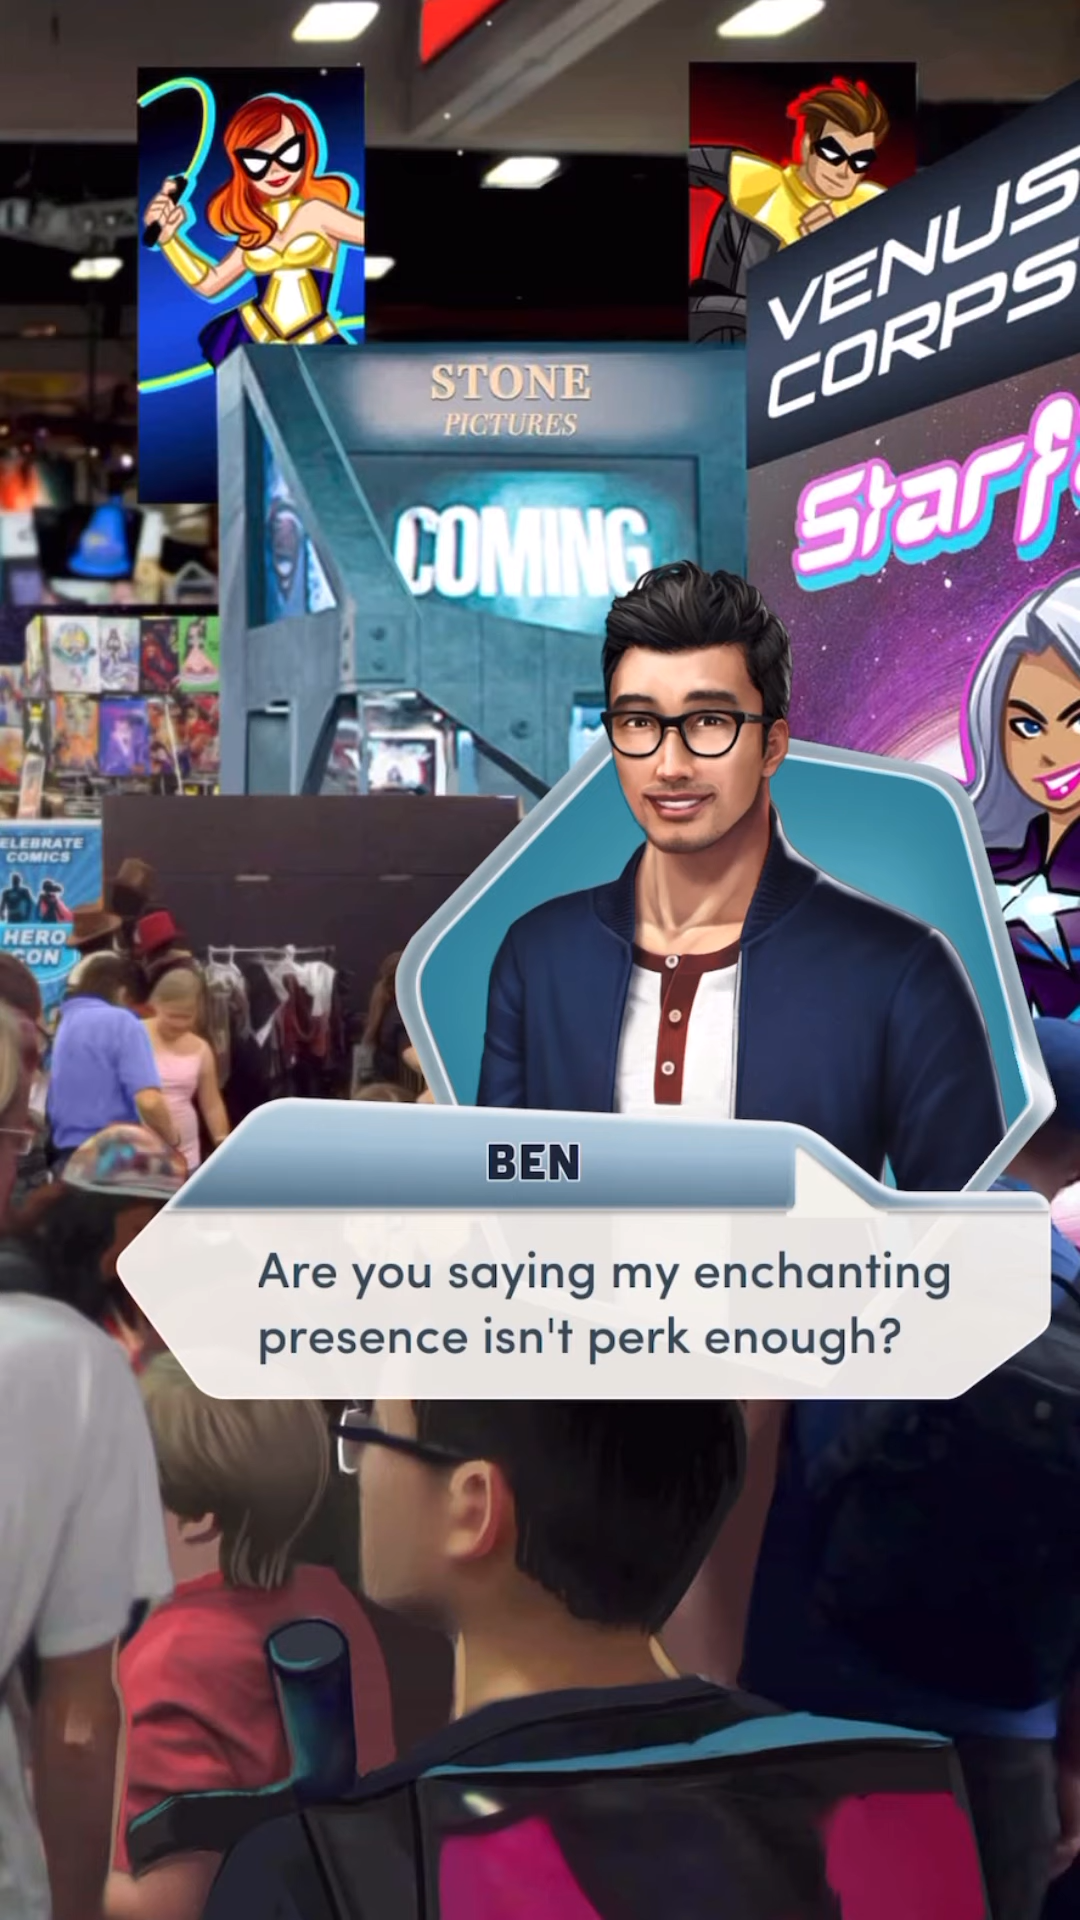 VENUS
CORPS
STONE
PICTURES
COMING
Starf
ELEBRATE
COMICS
HERO
CON
BEN
Are you saying my enchanting
presence isn't perk enough?